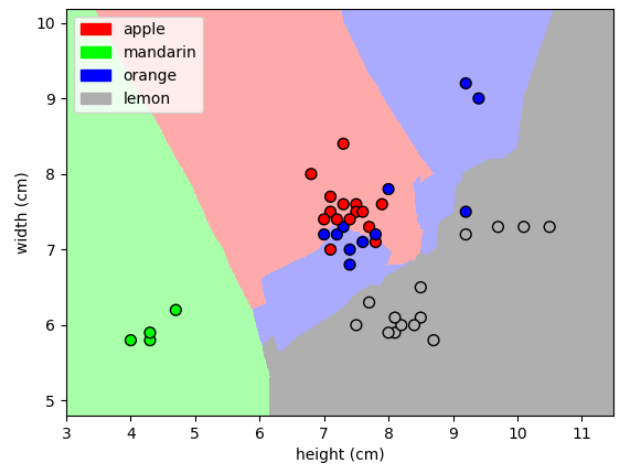 apple
mandarin
orange
lemon
10
9
8
7
6
5
width (cm)
3 4 5 6 7 8 9 10 11
height (cm)